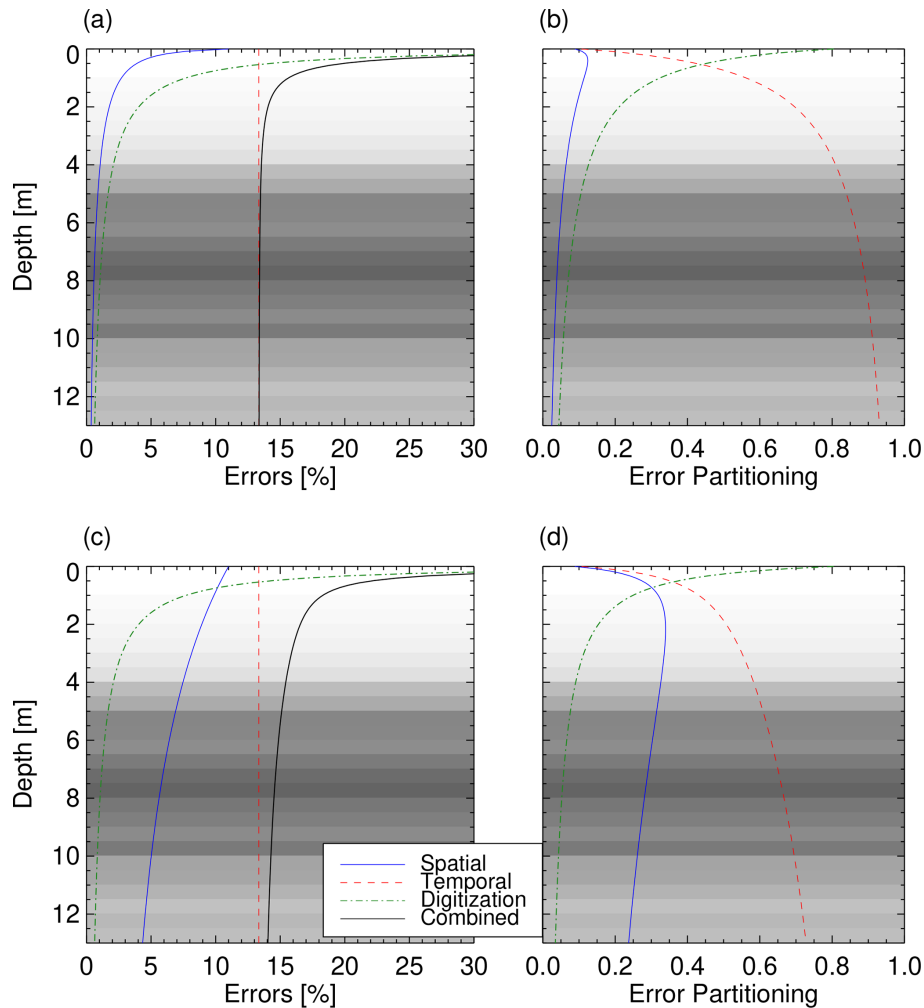 (a)
(b)
0
2
4
6
8
10
12
Depth [m]
0
5
10
15
20
25
30
Errors [%]
0.0
0.2
0.4
0.6
0.8
1.0
Error Partitioning
(c)
(d)
0
2
4
6
8
10
12
Depth [m]
Spatial
Temporal
Digitization
Combined
0
5
10
15
20
25
30
Errors [%]
0.0
0.2
0.4
0.6
0.8
1.0
Error Partitioning